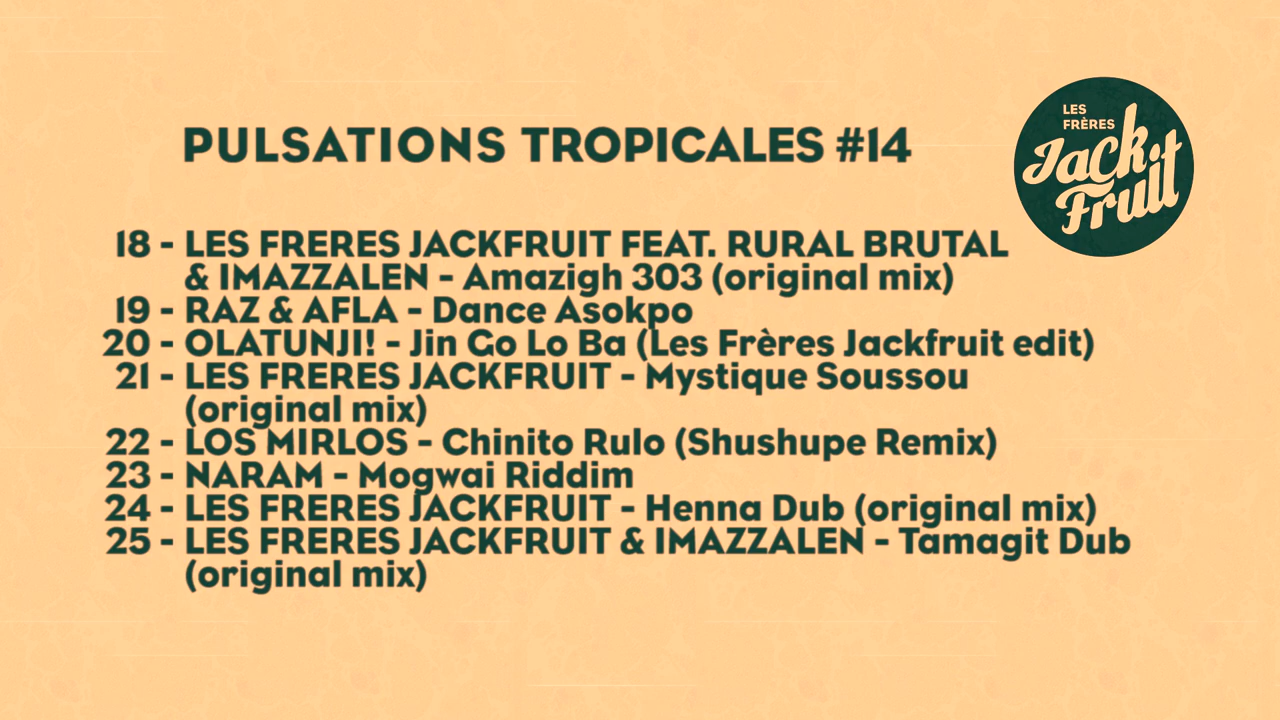 PULSATIONS TROPICALES #14
LES
FRÈRES
Jack
Fruit
18 - LES FRERES JACKFRUIT FEAT. RURAL BRUTAL
& IMAZZALEN - Amazigh 303 (original mix)
19 - RAZ & AFLA - Dance Asokpo
20 - OLATUNJI! - Jin Go Lo Ba (Les Frères Jackfruit edit)
21 - LES FRERES JACKFRUIT - Mystique Soussou
(original mix)
22 - LOS MIRLOS - Chinito Rulo (Shushupe Remix)
23 - NARAM - Mogwai Riddim
24 - LES FRERES JACKFRUIT - Henna Dub (original mix)
25 - LES FRERES JACKFRUIT & IMAZZALEN - Tamagit Dub
(original mix)